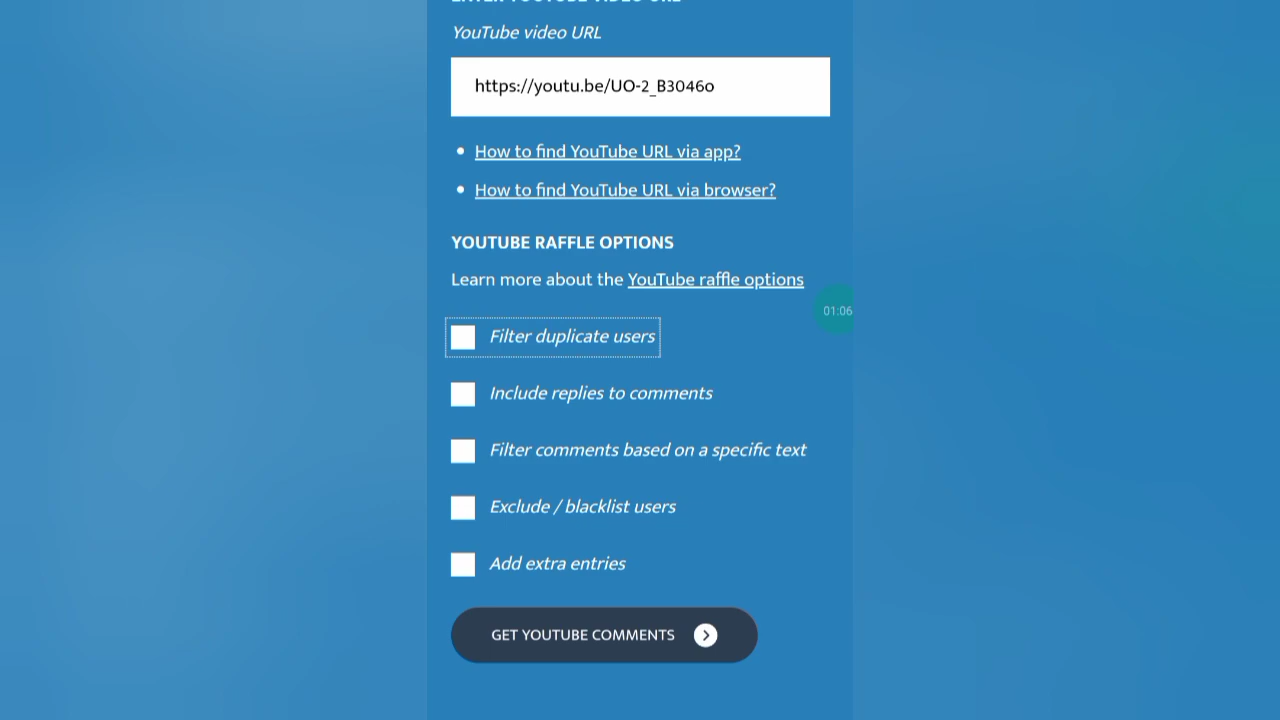 YouTube video URL
https://youtu.be/UO-2_B3046o
How to find YouTube URL via app?
How to find YouTube URL via browser?
YOUTUBE RAFFLE OPTIONS
Learn more about the YouTube raffle options
01:06
Filter duplicate users
Include replies to comments
Filter comments based on a specific text
Exclude / blacklist users
Add extra entries
GET YOUTUBE COMMENTS